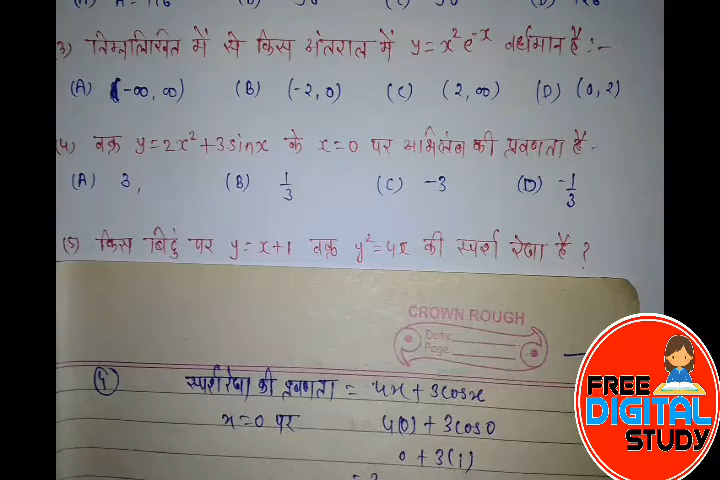 3) निम्नलिखित में से किस अंतराल में y = x² e⁻ˣ वर्धमान है :-
(A) (-∞, ∞) (B) (-2, 0) (C) (2, ∞) (D) (0, 2)
(4) वक्र y = 2x² + 3sinx के x = 0 पर अभिलंब की प्रवणता है -
(A) 3, (B) 1/3 (C) -3 (D) -1/3
(5) किस बिंदु पर y = x+1 वक्र y² = 4x की स्पर्श रेखा है ?
CROWN ROUGH
Date
Page
(4) स्पर्श रेखा की प्रवणता = 4x + 3cosx
x = 0 पर 4(0) + 3cos0
0 + 3(1)
FREE
DIGITAL
STUDY